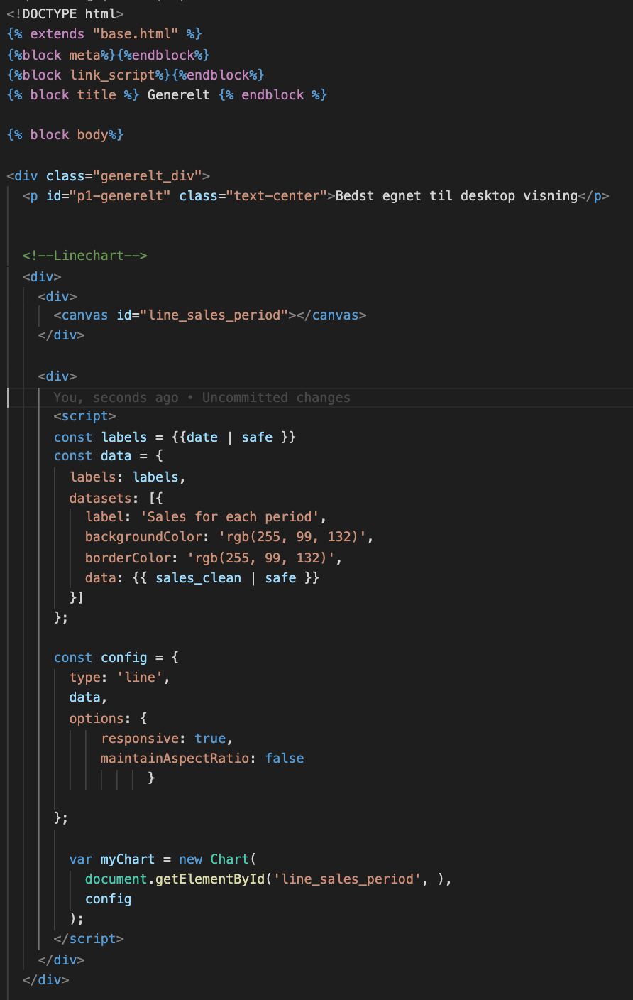 <!DOCTYPE html>
{% extends "base.html" %}
{%block meta%}{%endblock%}
{%block link_script%}{%endblock%}
{% block title %} Generelt {% endblock %}
{% block body%}
<div class="generelt_div">
<p id="p1-generelt" class="text-center">Bedst egnet til desktop visning</p>
<!--Linechart-->
<div>
<div>
<canvas id="line_sales_period"></canvas>
</div>
<div>
You, seconds ago • Uncommitted changes
<script>
const labels = {{date | safe }}
const data = {
labels: labels,
datasets: [{
label: 'Sales for each period',
backgroundColor: 'rgb(255, 99, 132)',
borderColor: 'rgb(255, 99, 132)',
data: {{ sales_clean | safe }}
}]
};
const config = {
type: 'line',
data,
options: {
responsive: true,
maintainAspectRatio: false
}
};
var myChart = new Chart(
document.getElementById('line_sales_period', ),
config
);
</script>
</div>
</div>